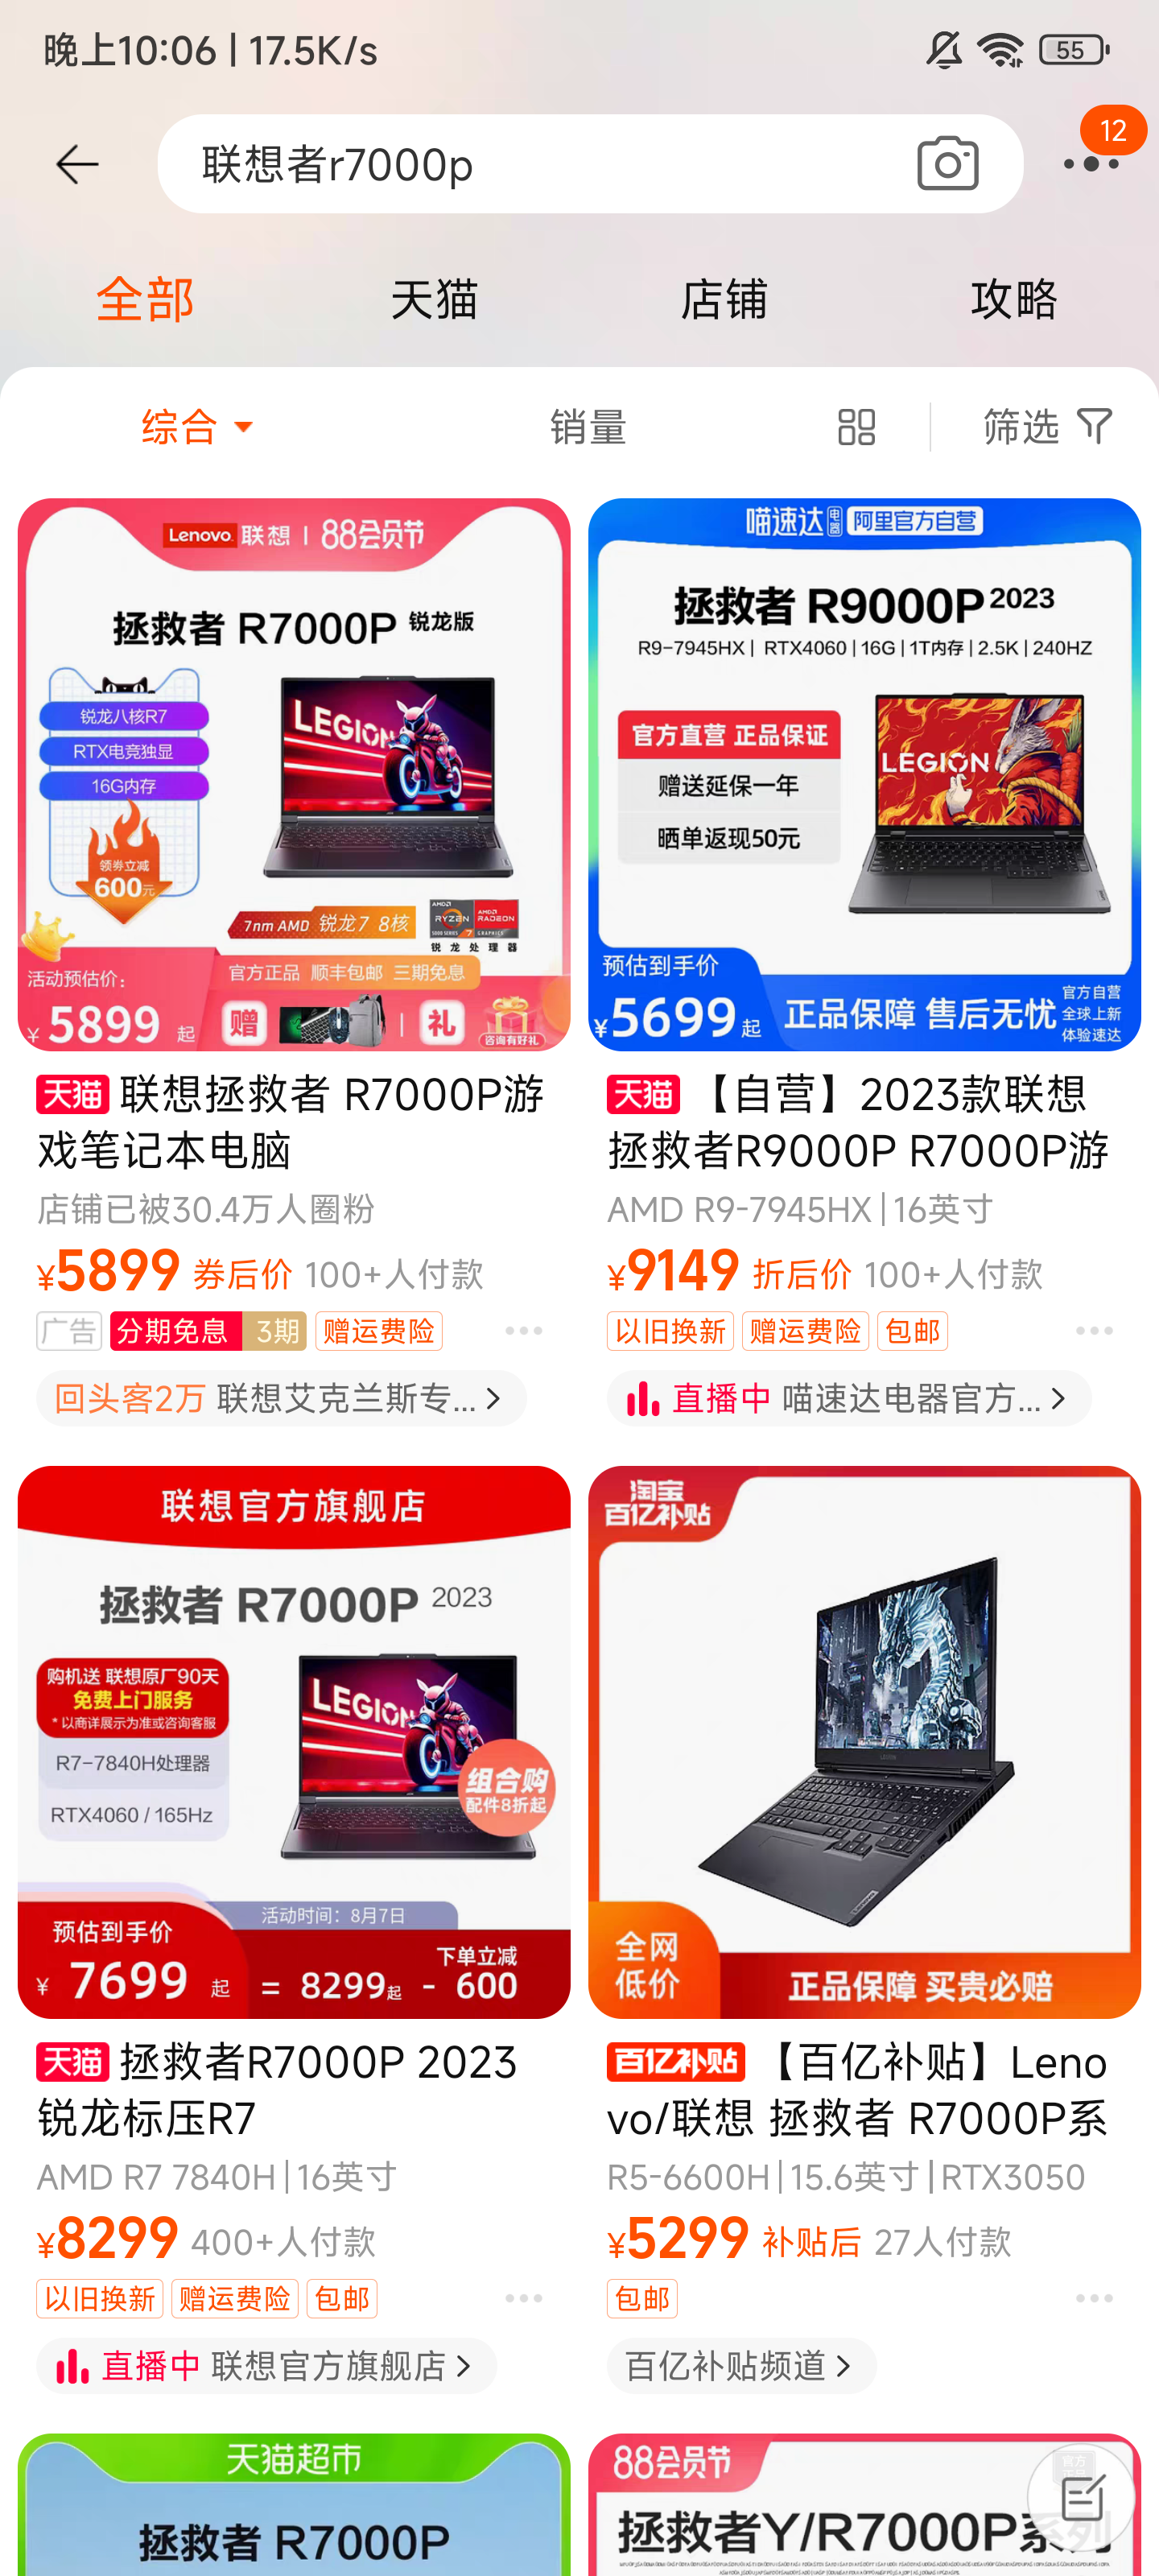 晚上10:06 | 17.5K/s
55
联想者r7000p
12
全部
天猫
店铺
攻略
综合
销量
筛选
Lenovo 联想 | 88会员节
拯救者 R7000P 锐龙版
锐龙八核R7
RTX电竞独显
16G内存
领券立减
600元
LEGION
7nm AMD 锐龙7 8核
AMD
RYZEN
7
AMD
RADEON
GRAPHICS
锐龙处理器
活动预估价：
¥5899 起
官方正品 顺丰包邮 三期免息
赠
礼
咨询有好礼
天猫 联想拯救者 R7000P游
戏笔记本电脑
店铺已被30.4万人圈粉
¥5899 券后价 100+人付款
广告 分期免息 3期 赠运费险
回头客2万 联想艾克兰斯专...
喵速达电器 阿里官方自营
拯救者 R9000P 2023
R9-7945HX | RTX4060 | 16G | 1T内存 | 2.5K | 240HZ
官方直营 正品保证
赠送延保一年
晒单返现50元
LEGION
预估到手价
¥5699起
正品保障 售后无忧
官方自营
全球上新
体验速达
天猫 【自营】2023款联想
拯救者R9000P R7000P游
AMD R9-7945HX | 16英寸
¥9149 折后价 100+人付款
以旧换新 赠运费险 包邮
直播中 喵速达电器官方...
联想官方旗舰店
拯救者 R7000P 2023
购机送 联想原厂90天
免费上门服务
* 以商详展示为准或咨询客服
R7-7840H处理器
RTX4060 / 165Hz
LEGION
组合购
配件8折起
活动时间：8月7日
预估到手价
¥ 7699 起 = 8299起 - 600
下单立减
天猫 拯救者R7000P 2023
锐龙标压R7
AMD R7 7840H | 16英寸
¥8299 400+人付款
以旧换新 赠运费险 包邮
直播中 联想官方旗舰店
淘宝
百亿补贴
全网
低价
正品保障 买贵必赔
百亿补贴 【百亿补贴】Leno
vo/联想 拯救者 R7000P系
R5-6600H | 15.6英寸 | RTX3050
¥5299 补贴后 27人付款
包邮
百亿补贴频道
天猫超市
拯救者 R7000P
88会员节
拯救者Y/R7000P系列